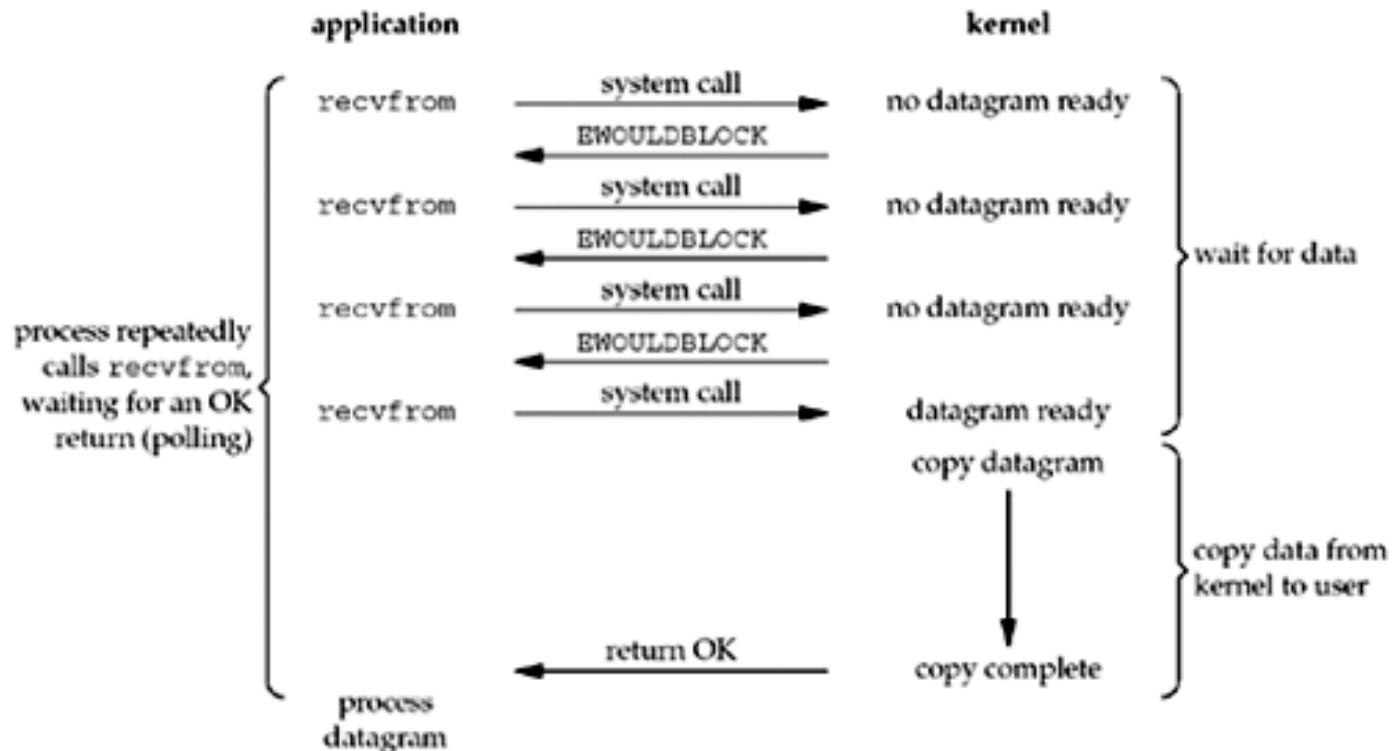 application kernel
recvfrom system call no datagram ready
EWOULDBLOCK
recvfrom system call no datagram ready
EWOULDBLOCK
wait for data
recvfrom system call no datagram ready
EWOULDBLOCK
process repeatedly
calls recvfrom,
waiting for an OK
return (polling)
recvfrom system call datagram ready
copy datagram
copy data from
kernel to user
return OK copy complete
process
datagram